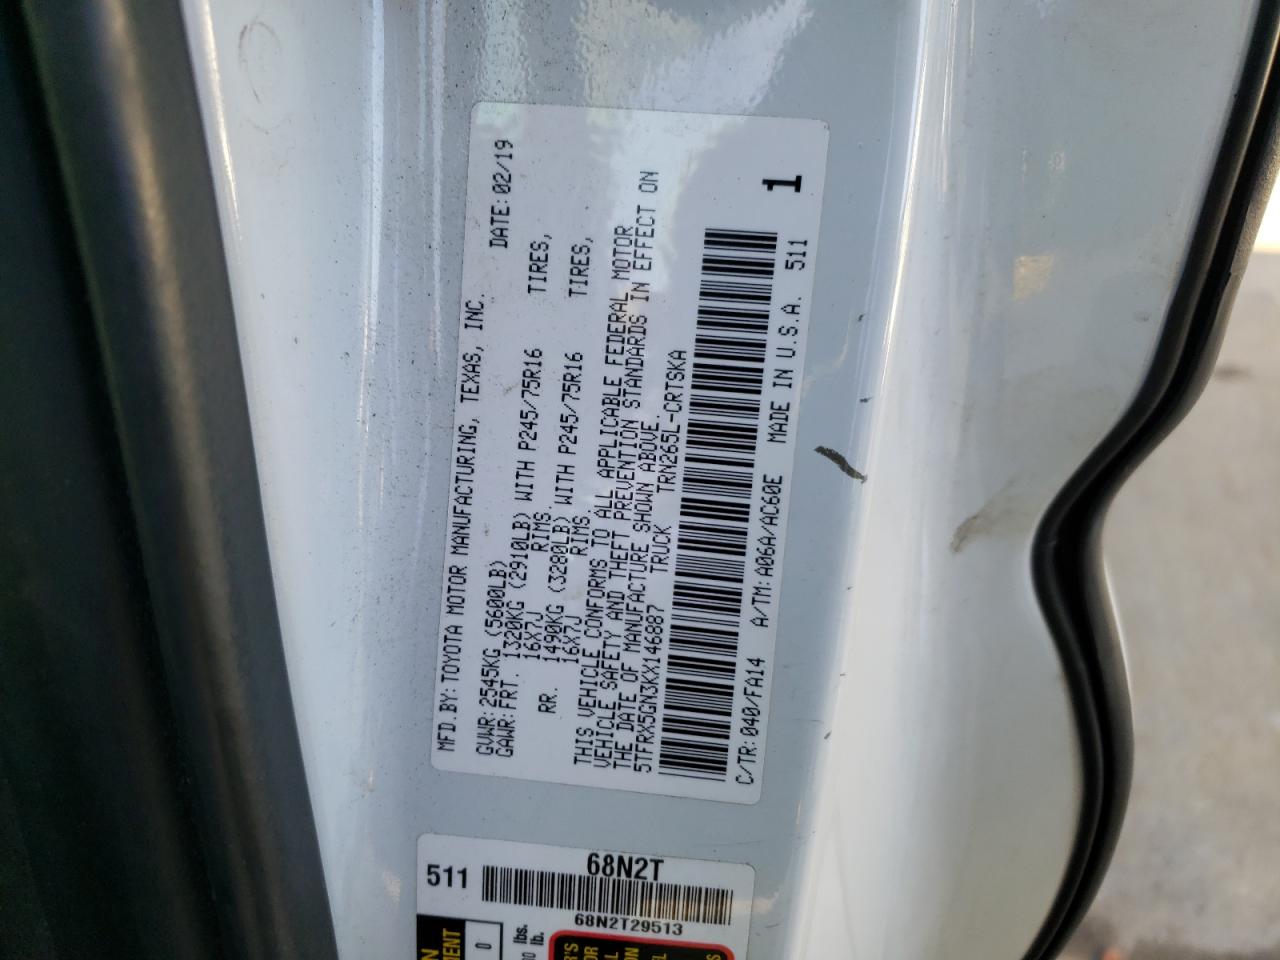 MFD.BY:TOYOTA MOTOR MANUFACTURING, TEXAS, INC.
DATE:02/19
GVWR:2545KG (5600LB)
GAWR:FRT. 1320KG (2910LB) WITH P245/75R16 TIRES,
16X7J RIMS.
RR. 1490KG (3280LB) WITH P245/75R16 TIRES,
16X7J RIMS
THIS VEHICLE CONFORMS TO ALL APPLICABLE FEDERAL MOTOR
VEHICLE SAFETY AND THEFT PREVENTION STANDARDS IN EFFECT ON
THE DATE OF MANUFACTURE SHOWN ABOVE.
5TFRX5GN3KX146887 TRUCK TRN265L-CRTSKA
C/TR:040/FA14 A/TM:A06A/AC60E MADE IN U.S.A. 511
1
68N2T
511
68N2T29513
0
lbs.
lb.